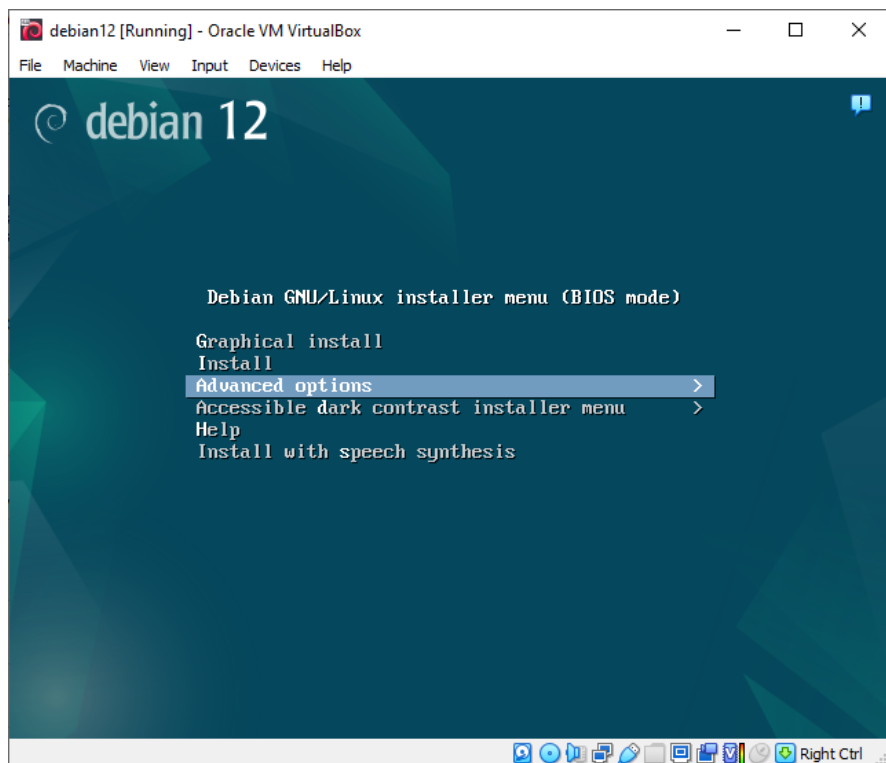 debian12 [Running] - Oracle VM VirtualBox
File Machine View Input Devices Help
debian 12
Debian GNU/Linux installer menu (BIOS mode)
Graphical install
Install
Advanced options >
Accessible dark contrast installer menu >
Help
Install with speech synthesis
Right Ctrl